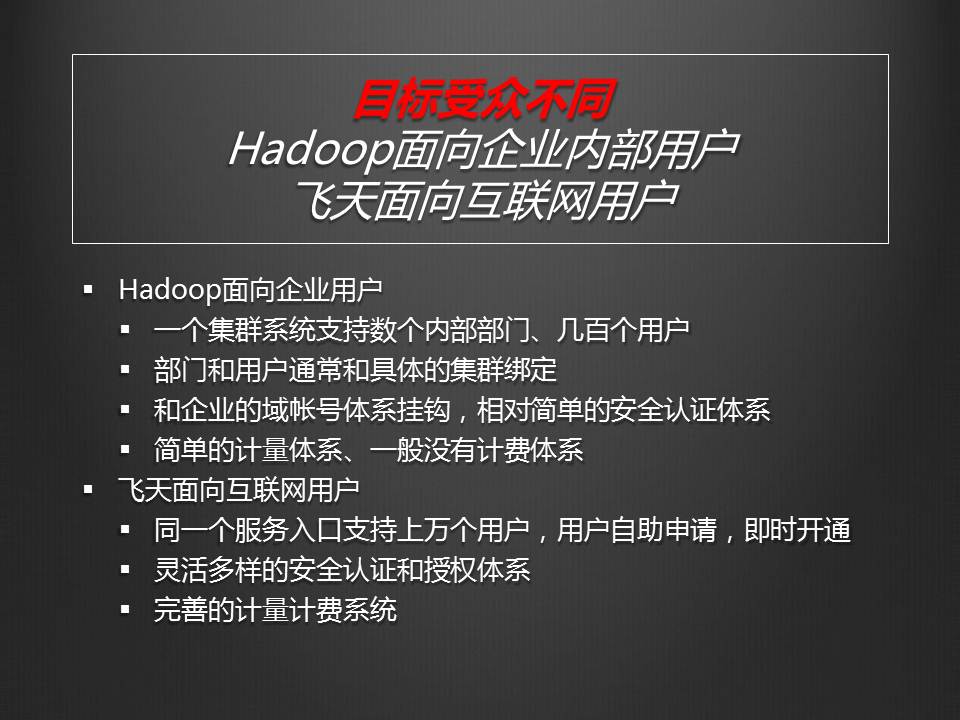 目标受众不同
Hadoop面向企业内部用户
飞天面向互联网用户
▪ Hadoop面向企业用户
▪ 一个集群系统支持数个内部部门、几百个用户
▪ 部门和用户通常和具体的集群绑定
▪ 和企业的域帐号体系挂钩，相对简单的安全认证体系
▪ 简单的计量体系、一般没有计费体系
▪ 飞天面向互联网用户
▪ 同一个服务入口支持上万个用户，用户自助申请，即时开通
▪ 灵活多样的安全认证和授权体系
▪ 完善的计量计费系统